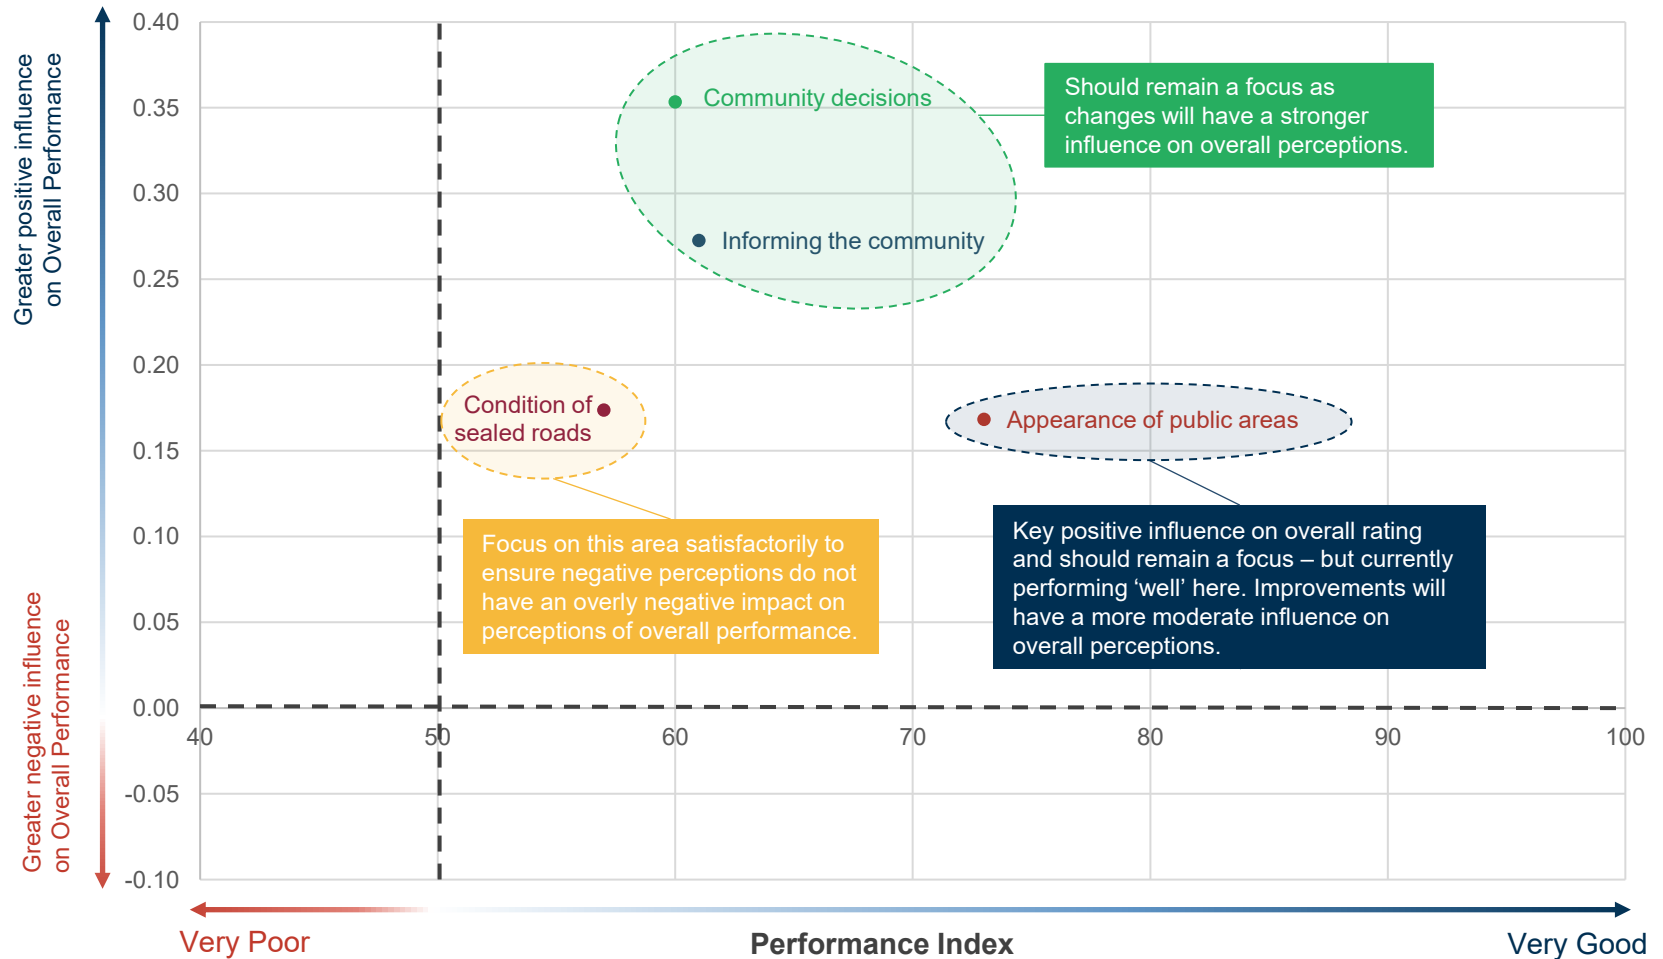 Greater positive influence
on Overall Performance
Greater negative influence
on Overall Performance
0.40
0.35
0.30
0.25
0.20
0.15
0.10
0.05
0.00
-0.05
-0.10
40
50
60
70
80
90
100
Community decisions
Informing the community
Should remain a focus as
changes will have a stronger
influence on overall perceptions.
Condition of
sealed roads
Appearance of public areas
Focus on this area satisfactorily to
ensure negative perceptions do not
have an overly negative impact on
perceptions of overall performance.
Key positive influence on overall rating
and should remain a focus – but currently
performing ‘well’ here. Improvements will
have a more moderate influence on
overall perceptions.
Very Poor
Performance Index
Very Good